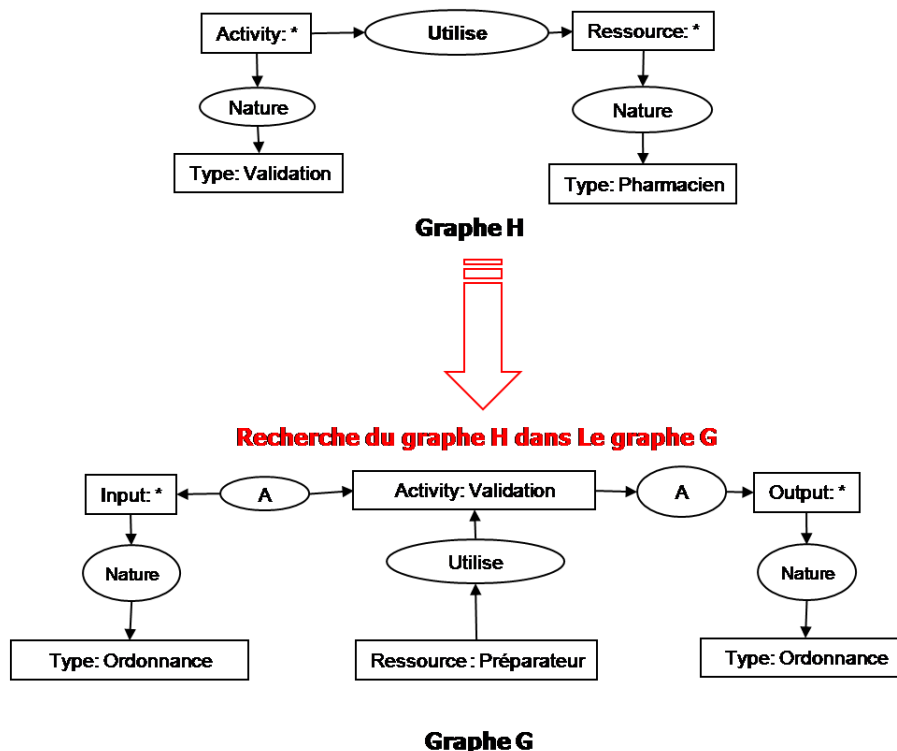 Activity: *
Utilise
Ressource: *
Nature
Nature
Type: Validation
Type: Pharmacien
Graphe H
Recherche du graphe H dans Le graphe G
Input: *
A
Activity: Validation
A
Output: *
Nature
Utilise
Nature
Type: Ordonnance
Ressource : Préparateur
Type: Ordonnance
Graphe G